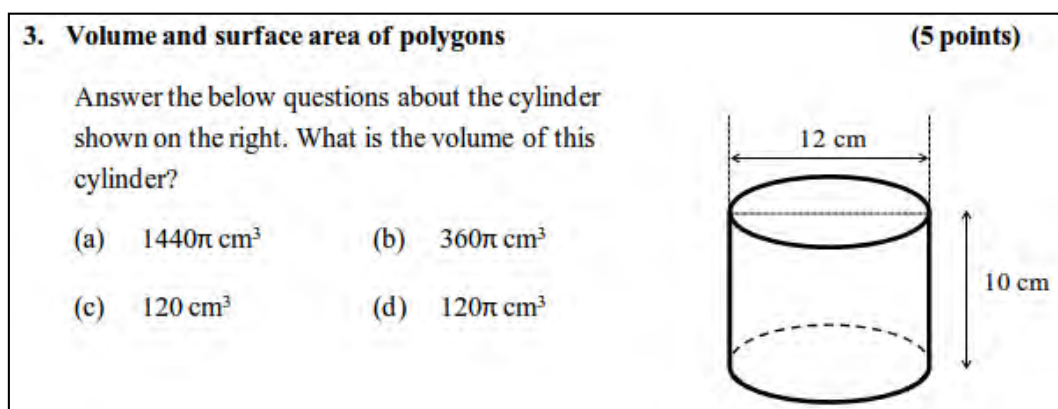 3. Volume and surface area of polygons (5 points)
Answer the below questions about the cylinder
shown on the right. What is the volume of this
cylinder?
(a) 1440π cm³ (b) 360π cm³
(c) 120 cm³ (d) 120π cm³
12 cm
10 cm